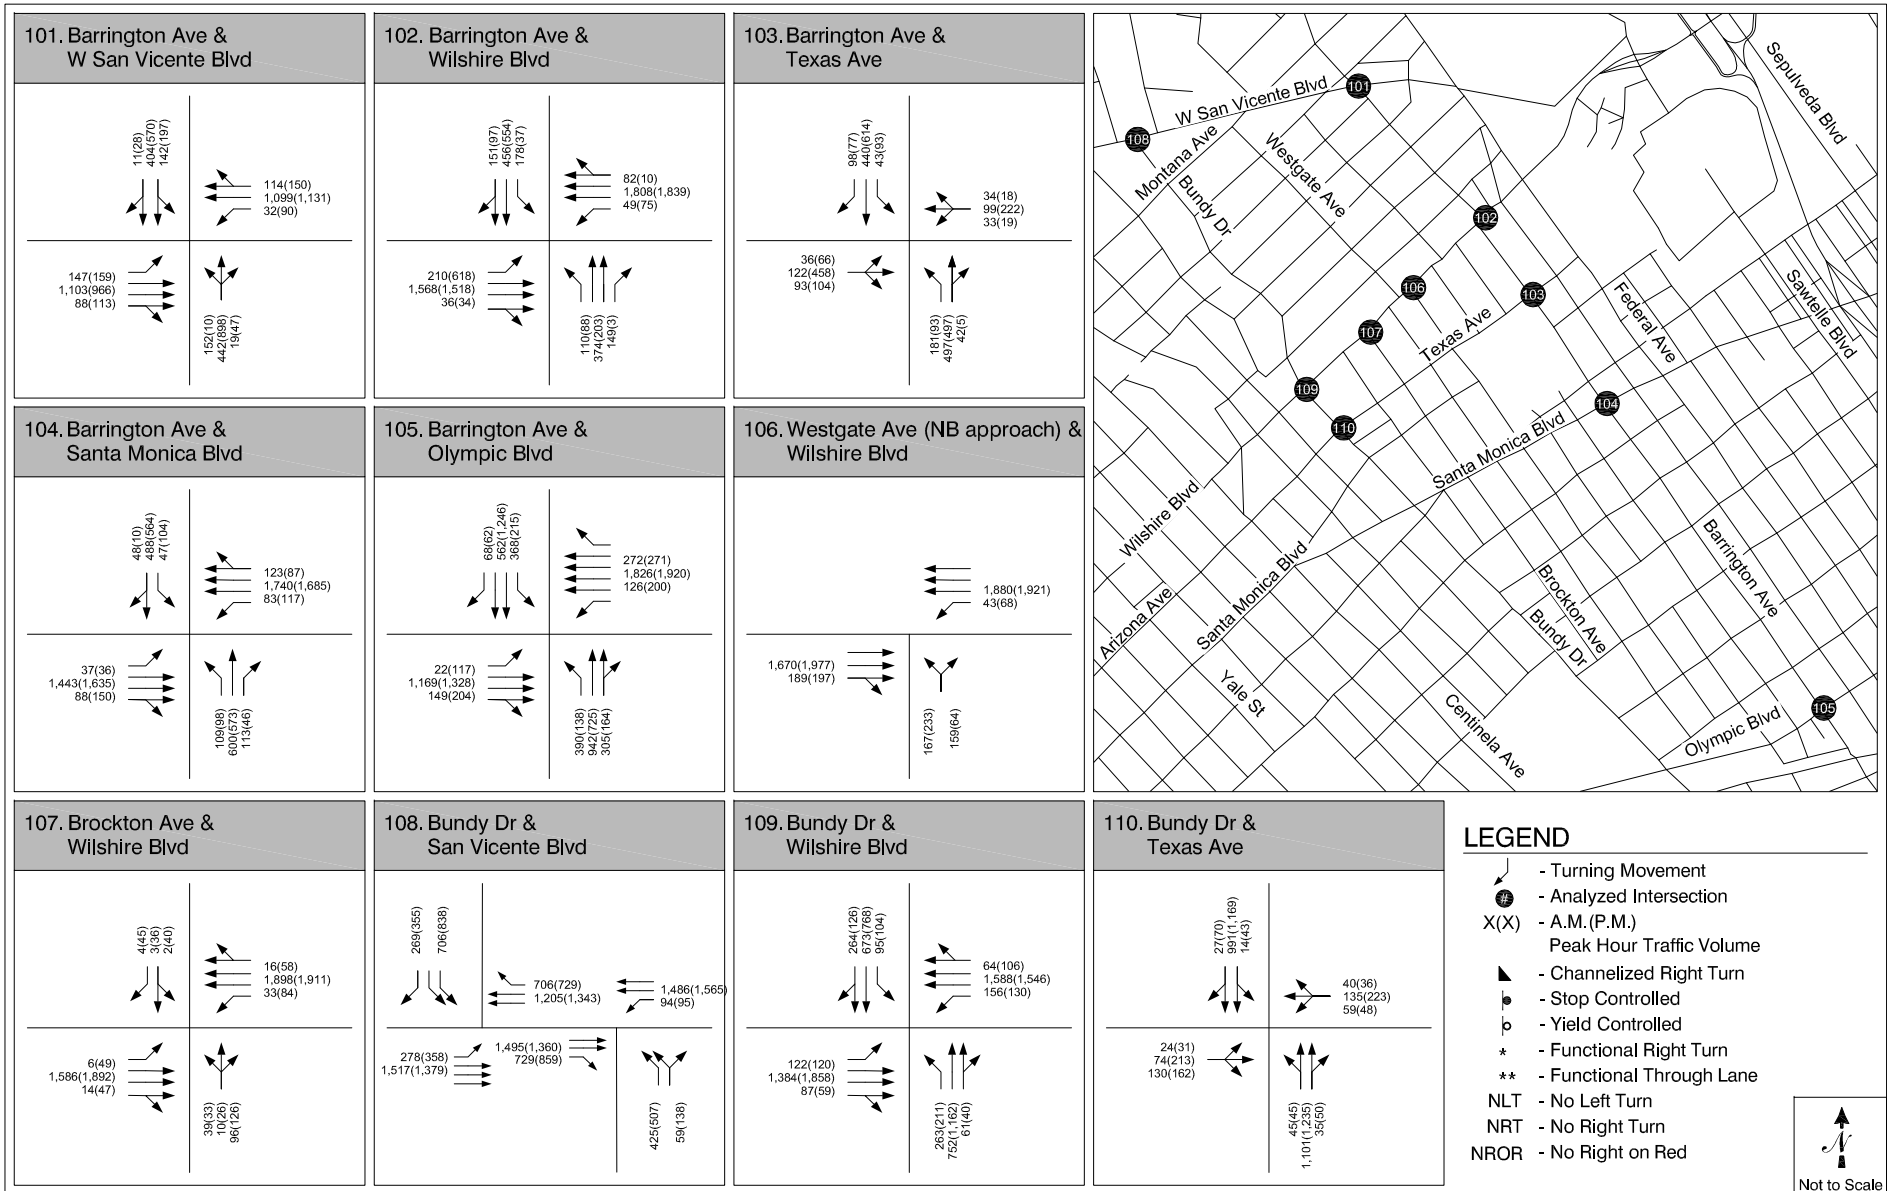 101. Barrington Ave &
W San Vicente Blvd
11(28)
404(570)
142(197)
114(150)
1,099(1,131)
32(90)
147(159)
1,103(966)
88(113)
152(10)
442(898)
19(47)
102. Barrington Ave &
Wilshire Blvd
151(97)
456(554)
178(37)
82(10)
1,808(1,839)
49(75)
210(618)
1,568(1,518)
36(34)
110(88)
374(203)
149(3)
103. Barrington Ave &
Texas Ave
98(77)
440(614)
43(93)
34(18)
99(222)
33(19)
36(66)
122(458)
93(104)
181(93)
497(497)
42(5)
104. Barrington Ave &
Santa Monica Blvd
48(10)
488(564)
47(104)
123(87)
1,740(1,685)
83(117)
37(36)
1,443(1,635)
88(150)
109(98)
600(573)
113(46)
105. Barrington Ave &
Olympic Blvd
68(62)
562(1,246)
368(215)
272(271)
1,826(1,920)
126(200)
22(117)
1,169(1,328)
149(204)
390(138)
942(725)
305(164)
106. Westgate Ave (NB approach) &
Wilshire Blvd
1,880(1,921)
43(68)
1,670(1,977)
189(197)
167(233)
159(64)
107. Brockton Ave &
Wilshire Blvd
4(45)
3(36)
2(40)
16(58)
1,898(1,911)
33(84)
6(49)
1,586(1,892)
14(47)
39(33)
10(26)
96(126)
108. Bundy Dr &
San Vicente Blvd
269(355)
706(838)
706(729)
1,205(1,343)
1,486(1,565)
94(95)
278(358)
1,517(1,379)
1,495(1,360)
729(859)
425(507)
59(138)
109. Bundy Dr &
Wilshire Blvd
264(126)
673(768)
95(104)
64(106)
1,588(1,546)
156(130)
122(120)
1,384(1,858)
87(59)
263(211)
752(1,162)
61(40)
110. Bundy Dr &
Texas Ave
27(70)
991(1,169)
14(43)
40(36)
135(223)
59(48)
24(31)
74(213)
130(162)
45(45)
1,101(1,235)
35(50)
W San Vicente Blvd
Sepulveda Blvd
Montana Ave
Westgate Ave
Bundy Dr
Texas Ave
Federal Ave
Sawtelle Blvd
Santa Monica Blvd
Wilshire Blvd
Arizona Ave
Santa Monica Blvd
Yale St
Centinela Ave
Brockton Ave
Bundy Dr
Barrington Ave
Olympic Blvd
101
108
102
106
103
107
109
110
104
105
LEGEND
- Turning Movement
# - Analyzed Intersection
X(X) - A.M.(P.M.)
Peak Hour Traffic Volume
- Channelized Right Turn
- Stop Controlled
- Yield Controlled
* - Functional Right Turn
** - Functional Through Lane
NLT - No Left Turn
NRT - No Right Turn
NROR - No Right on Red
N
Not to Scale